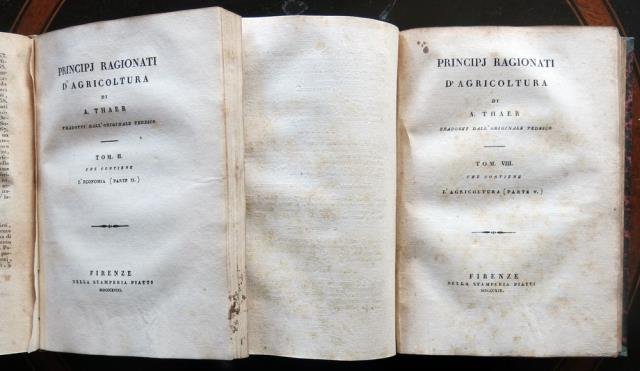 PRINCIPJ RAGIONATI
D'AGRICOLTURA
DI
A. THAER
TRADOTTI DALL'ORIGINALE TEDESCO
TOM. II.
CHE CONTIENE
L'ECONOMIA (PARTE II.)
FIRENZE
NELLA STAMPERIA PIATTI
PRINCIPJ RAGIONATI
D'AGRICOLTURA
DI
A. THAER
TRADOTTI DALL'ORIGINALE TEDESCO
TOM. VIII.
CHE CONTIENE
L'AGRICOLTURA (PARTE V.)
FIRENZE
NELLA STAMPERIA PIATTI
MDCCCXIX.